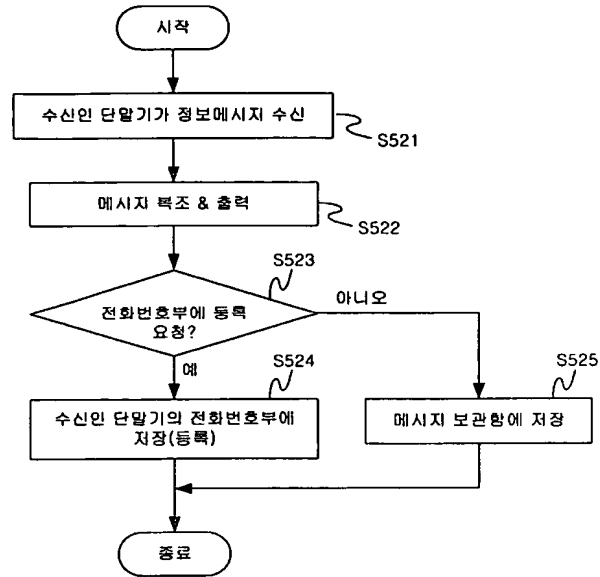 시작
수신인 단말기가 정보메시지 수신
S521
메시지 복조 & 출력
S522
S523
전화번호부에 등록
요청?
아니오
예
S524
수신인 단말기의 전화번호부에
저장(등록)
S525
메시지 보관함에 저장
종료